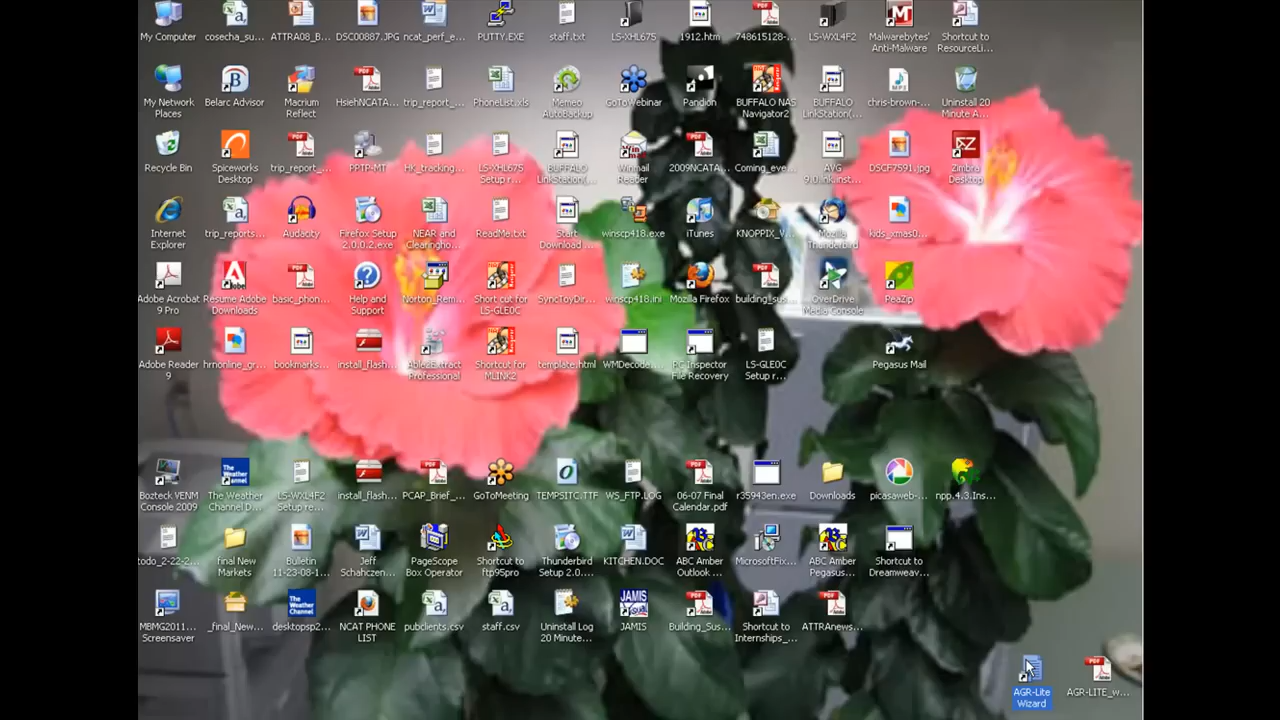 My Computer
cosecha_su...
ATTRA08_B...
DSC00887.JPG
ncat_perf_e...
PUTTY.EXE
staff.txt
LS-XHL675
1912.htm
748615128-...
LS-WXL4F2
Malwarebytes'
Anti-Malware
Shortcut to
ResourceLi...
My Network
Places
Belarc Advisor
Macrium
Reflect
HsiehNCATA...
trip_report_...
PhoneList.xls
Memeo
AutoBackup
GoToWebinar
Pandion
BUFFALO NAS
Navigator2
BUFFALO
LinkStation(...
chris-brown-...
Uninstall 20
Minute A...
Recycle Bin
Spiceworks
Desktop
trip_report_...
PPTP-MT
HK_tracking...
LS-XHL675
Setup r...
BUFFALO
LinkStation(...
Winmail
Reader
2009NCATA...
Coming_eve...
AVG
9.0.link.inst...
DSCF7591.jpg
Zimbra
Desktop
Internet
Explorer
trip_reports...
Audacity
Firefox Setup
2.0.0.2.exe
NEAR and
Clearingho...
ReadMe.txt
Start
Download ...
winscp418.exe
iTunes
KNOPPIX_V...
Mozilla
Thunderbird
kids_xmas0...
Adobe Acrobat
9 Pro
Resume Adobe
Downloads
basic_phon...
Help and
Support
Norton_Rem...
Short cut for
LS-GLE0C
SyncToyDir...
winscp418.ini
Mozilla Firefox
building_sus...
OverDrive
Media Console
PeaZip
Adobe Reader
9
hrnonline_gr...
bookmarks...
install_flash...
Able2Extract
Professional
Shortcut for
MLINK2
template.html
WMDecode...
PC Inspector
File Recovery
LS-GLE0C
Setup r...
Pegasus Mail
Bozteck VENM
Console 2009
The Weather
Channel D...
LS-WXL4F2
Setup re...
install_flash...
PCAP_Brief_...
GoToMeeting
TEMPSITC.TTF
WS_FTP.LOG
06-07 Final
Calendar.pdf
r35943en.exe
Downloads
picasaweb-...
npp.4.3.Ins...
todo_2-22-2...
final New
Markets
Bulletin
11-23-08-1...
Jeff
Schahczen...
PageScope
Box Operator
Shortcut to
ftp95pro
Thunderbird
Setup 2.0....
KITCHEN.DOC
ABC Amber
Outlook ...
MicrosoftFix...
ABC Amber
Pegasus...
Shortcut to
Dreamweav...
MBMG2011...
Screensaver
_final_New...
desktopsp2...
NCAT PHONE
LIST
pubclients.csv
staff.csv
Uninstall Log
20 Minute...
JAMIS
Building_Sus...
Shortcut to
Internships_...
ATTRAnews...
AGR-Lite
Wizard
AGR-LITE_w...